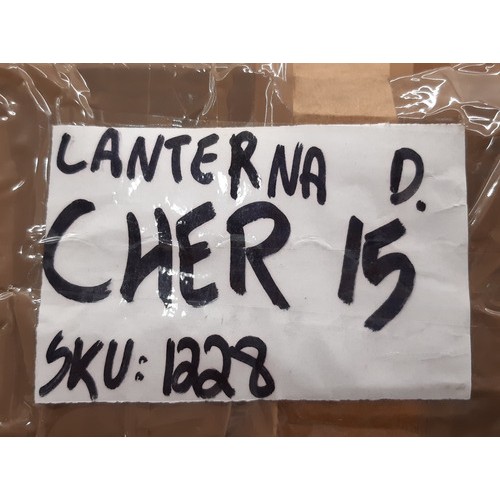 LANTERNA D.
CHER 15
SKU: 1228